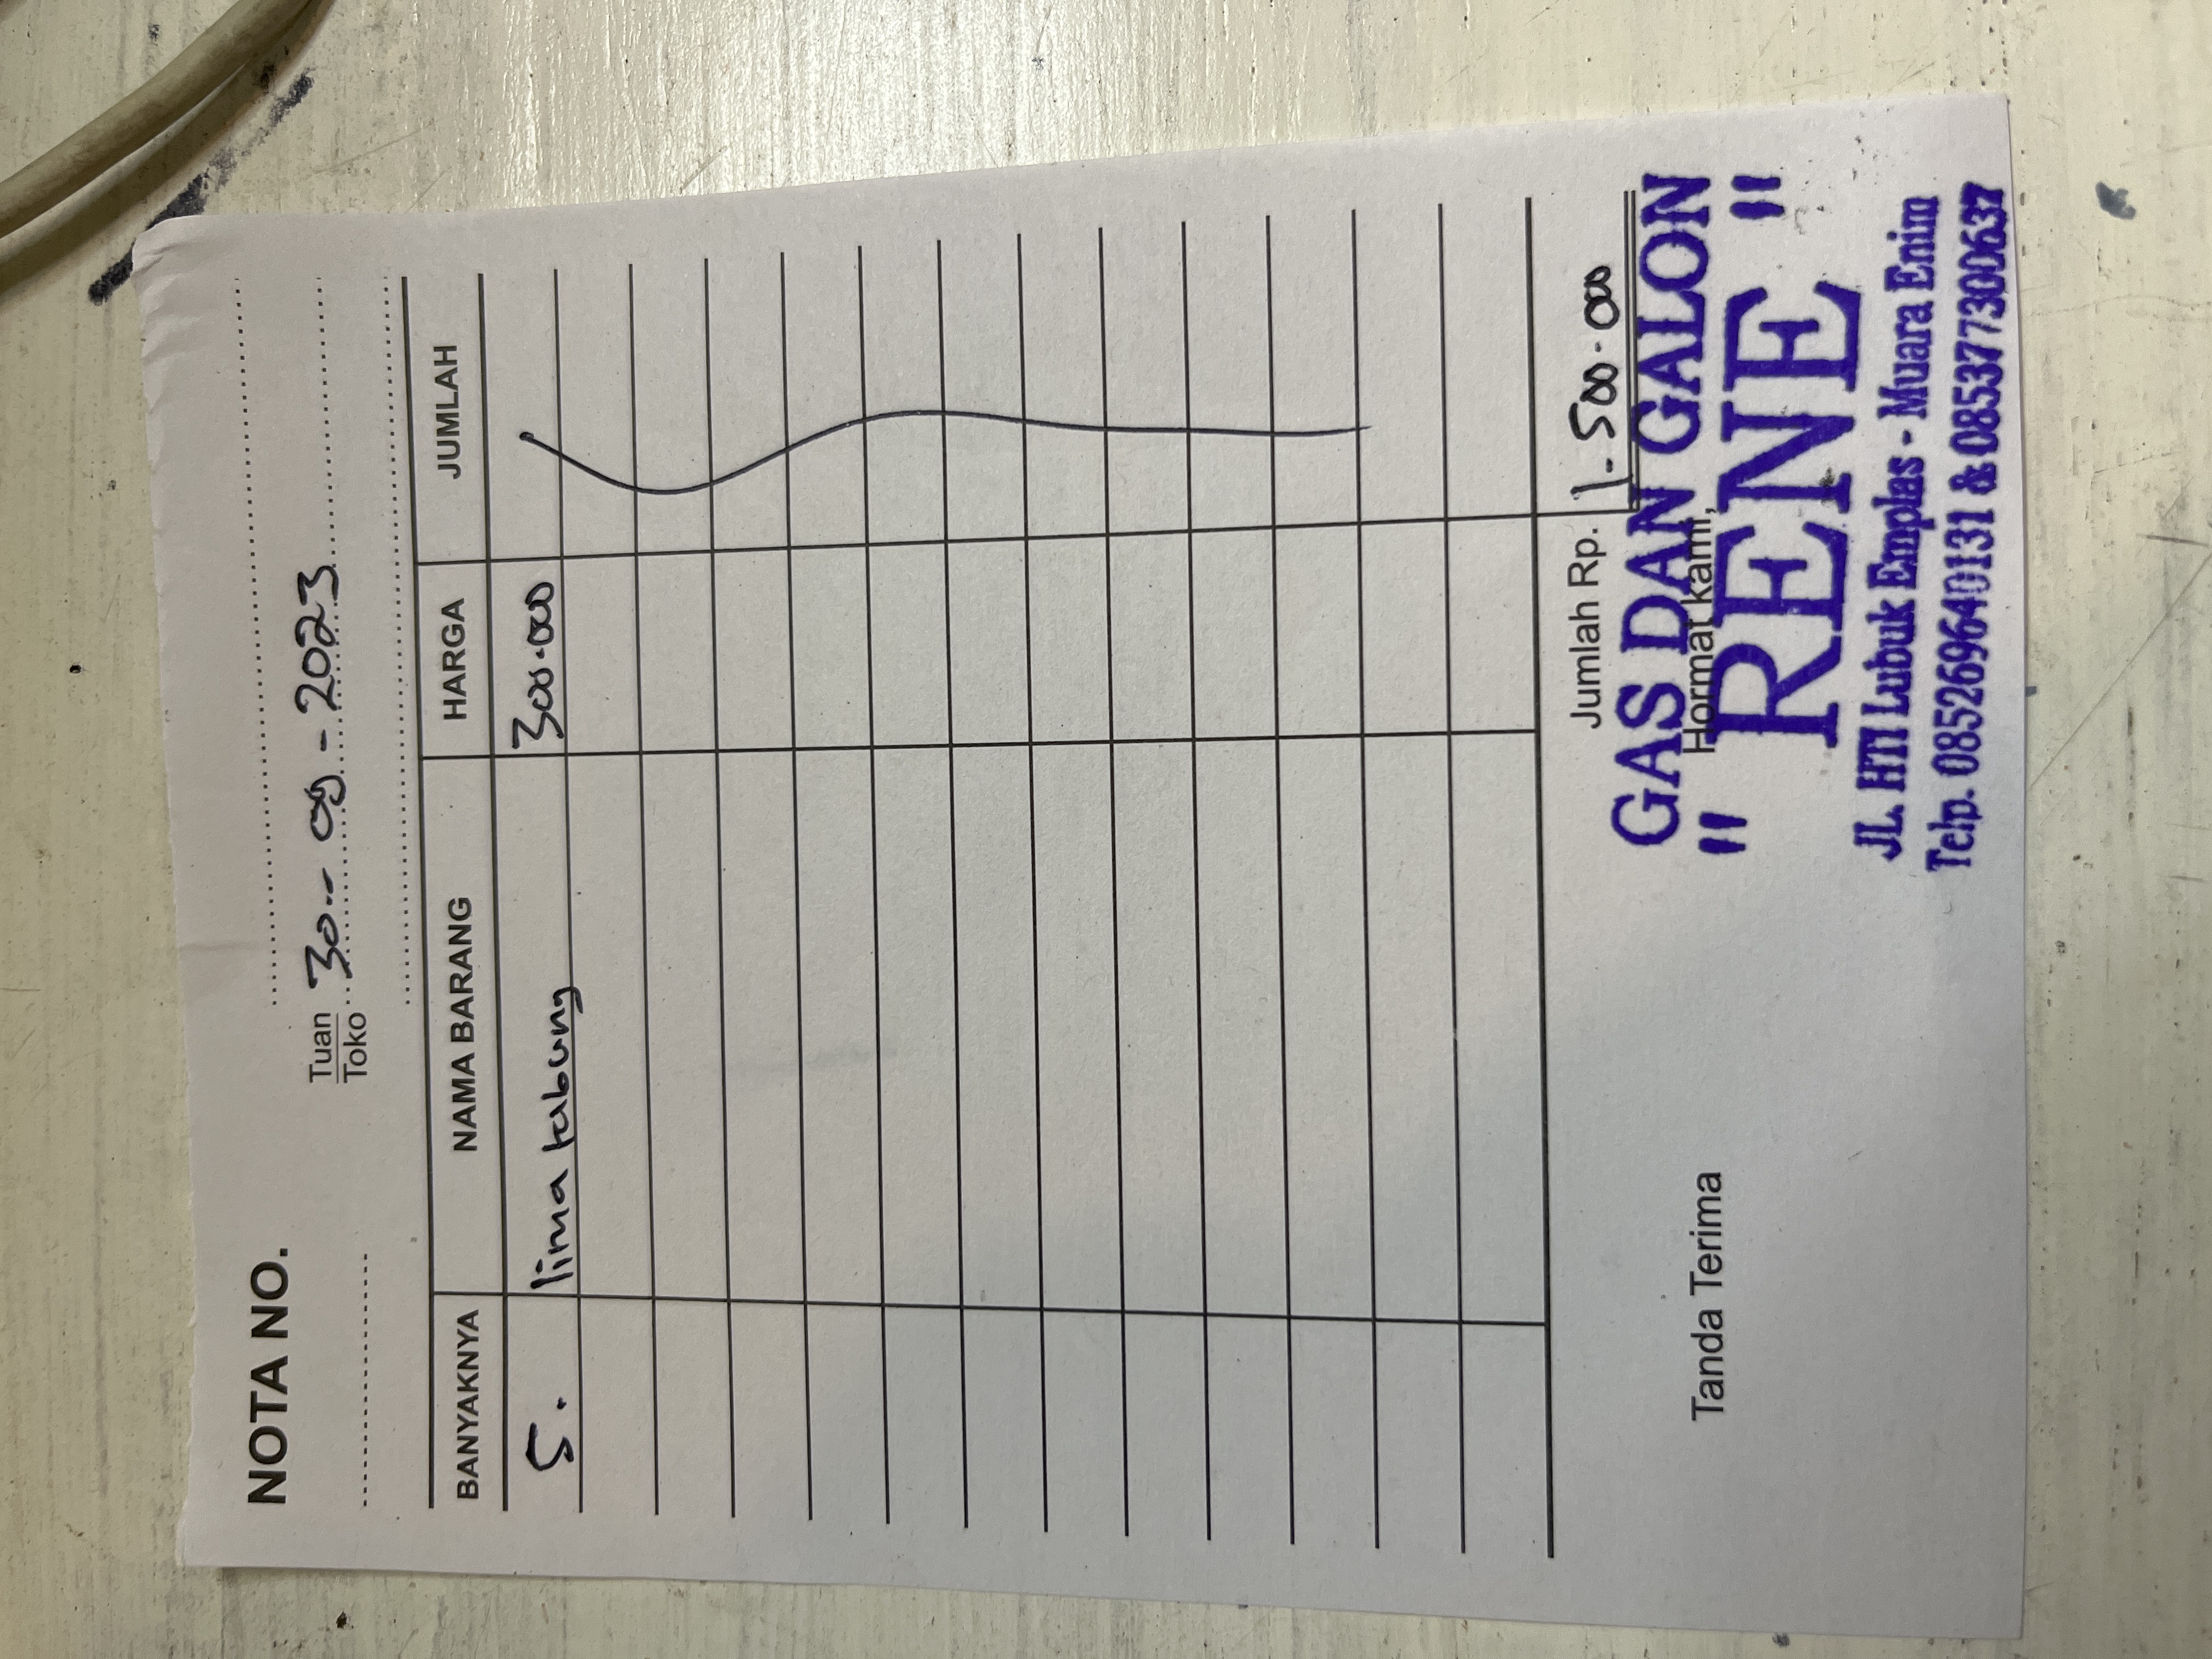 NOTA NO.
Tuan 30-- 09 - 2023
Toko
BANYAKNYA NAMA BARANG HARGA JUMLAH
5. lima tabung 300.000
Jumlah Rp. 1-500.000
Tanda Terima Hormat kami,
GAS DAN GALON
" RENE "
JL. HTI Lubuk Emplas - Muara Enim
Telp. 085269640131 & 085377300637